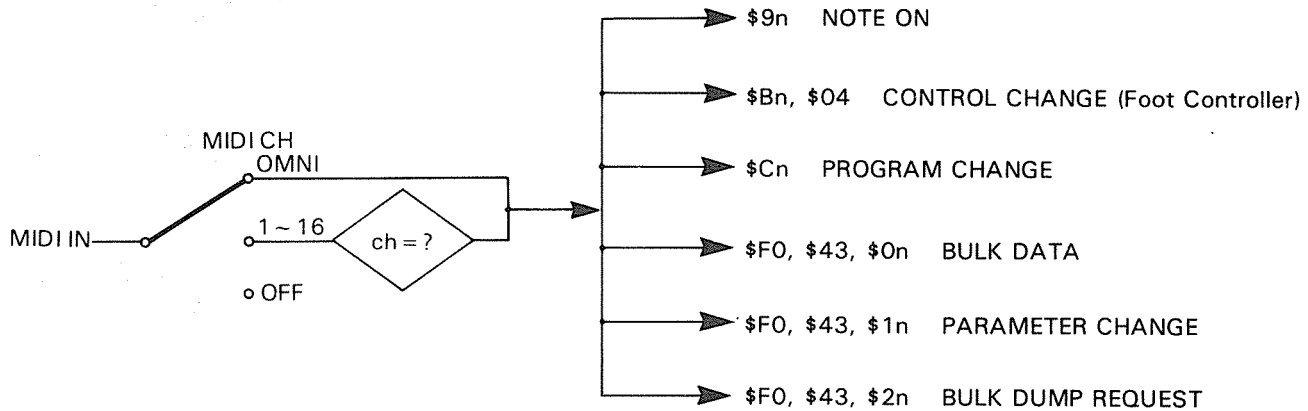 $9n NOTE ON
$Bn, $04 CONTROL CHANGE (Foot Controller)
MIDI CH
OMNI
$Cn PROGRAM CHANGE
MIDI IN
1 ~ 16
ch = ?
OFF
$F0, $43, $0n BULK DATA
$F0, $43, $1n PARAMETER CHANGE
$F0, $43, $2n BULK DUMP REQUEST